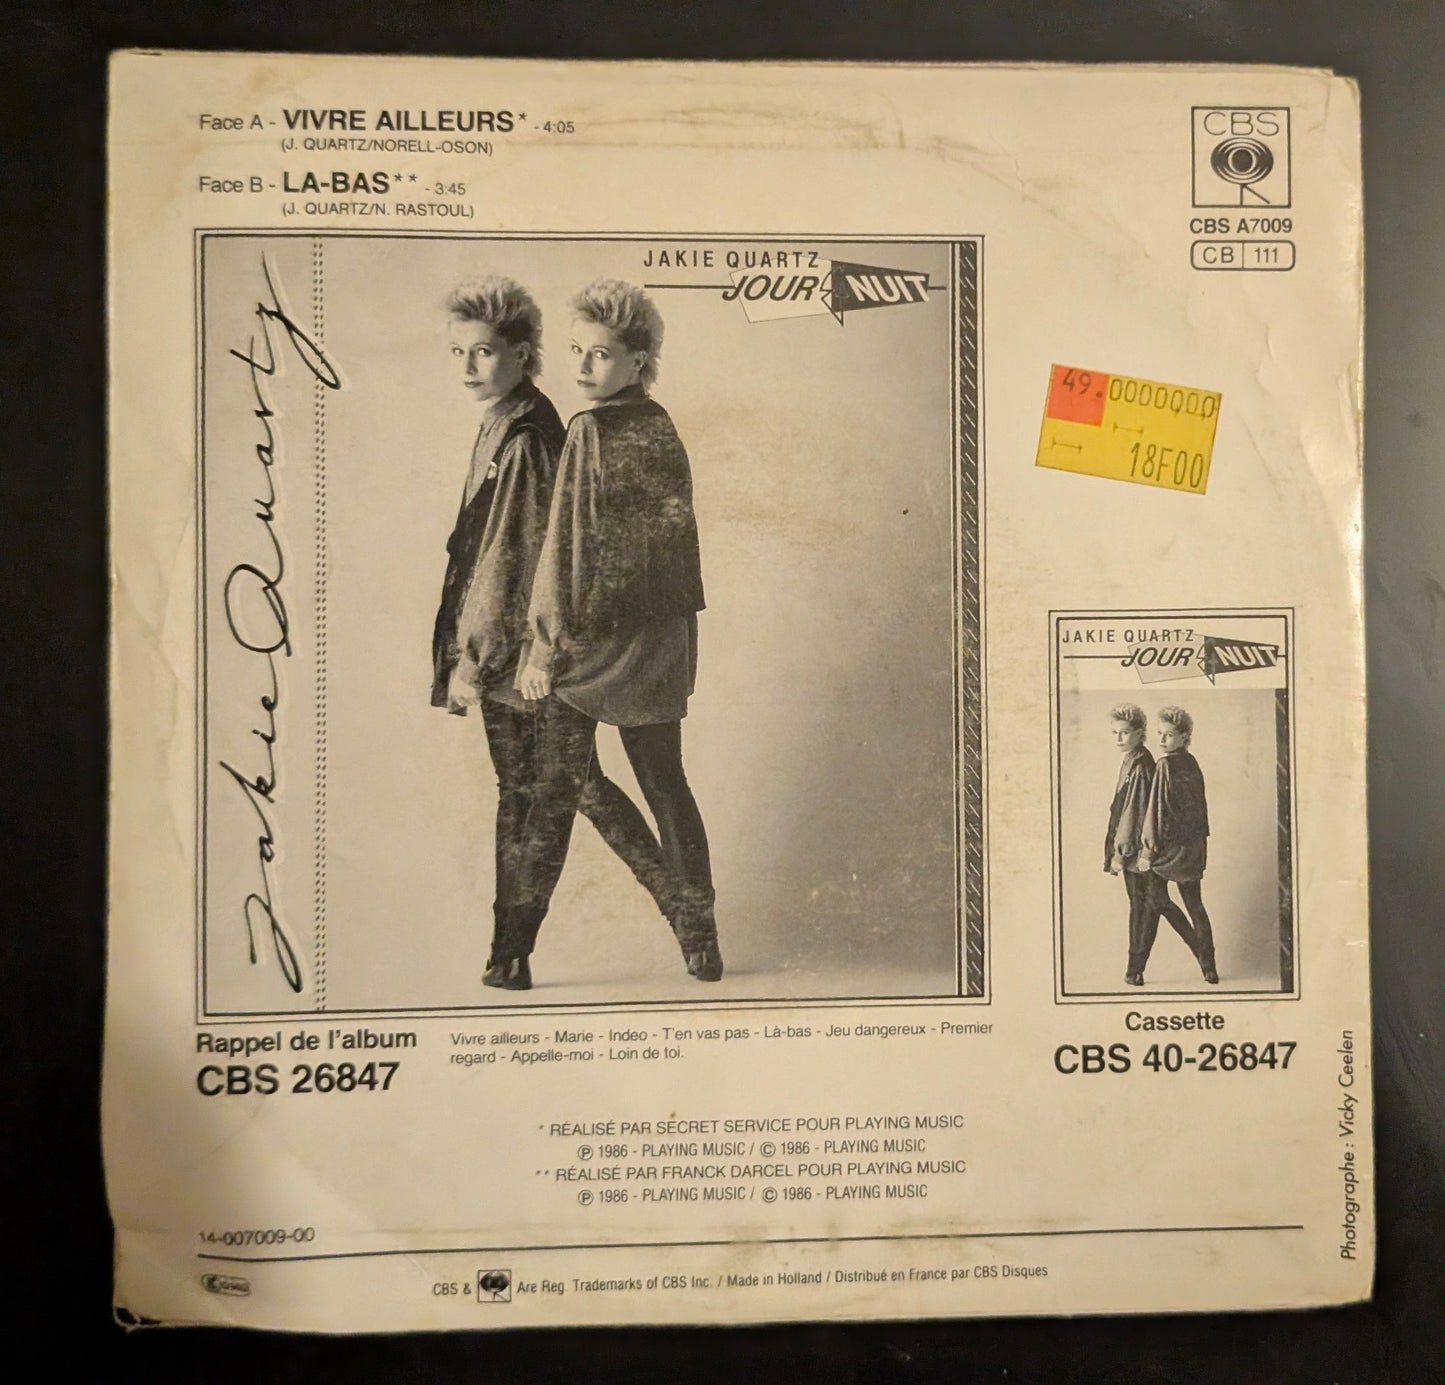 Face A - VIVRE AILLEURS* - 4:05
(J. QUARTZ/NORELL-OSON)
Face B - LA-BAS** - 3:45
(J. QUARTZ/N. RASTOUL)
CBS
CBS A7009
CB 111
JAKIE QUARTZ
JOUR NUIT
Jakie Quartz
49.0000000
18F00
JAKIE QUARTZ
JOUR NUIT
Rappel de l'album
CBS 26847
Vivre ailleurs - Marie - Indeo - T'en vas pas - Là-bas - Jeu dangereux - Premier
regard - Appelle-moi - Loin de toi.
Cassette
CBS 40-26847
* RÉALISÉ PAR SECRET SERVICE POUR PLAYING MUSIC
℗ 1986 - PLAYING MUSIC / © 1986 - PLAYING MUSIC
** RÉALISÉ PAR FRANCK DARCEL POUR PLAYING MUSIC
℗ 1986 - PLAYING MUSIC / © 1986 - PLAYING MUSIC
Photographe : Vicky Ceelen
14-007009-00
CBS & Are Reg. Trademarks of CBS Inc. / Made in Holland / Distribué en France par CBS Disques